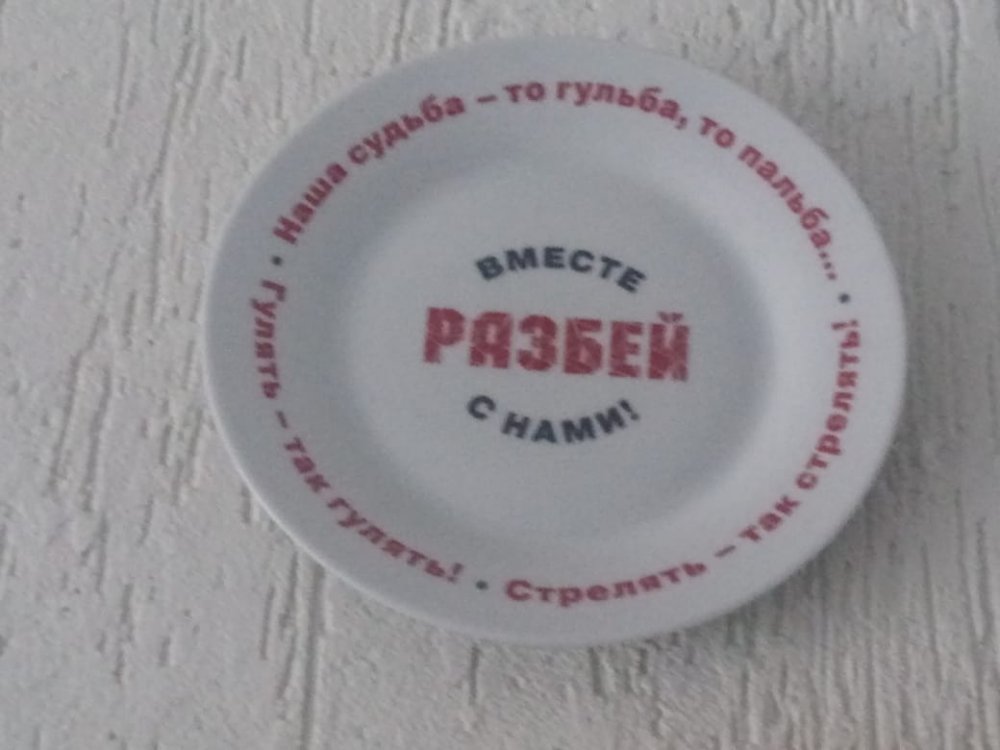 Наша судьба – то гульба, то пальба... •
Гулять – так гулять! • Стрелять – так стрелять! •
ВМЕСТЕ
РАЗБЕЙ
С НАМИ!